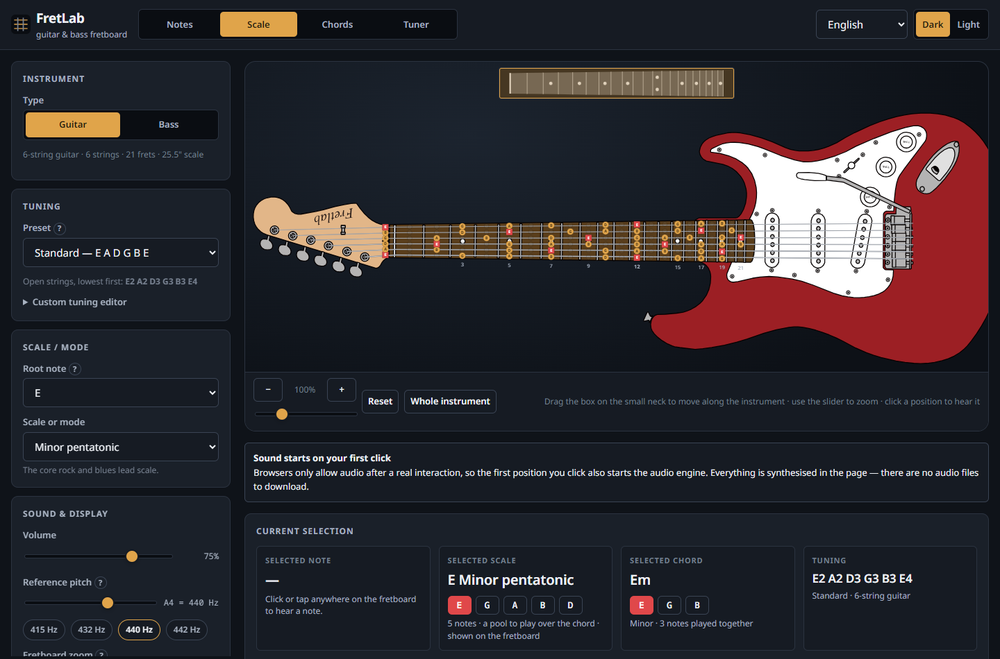 FretLab
guitar & bass fretboard
Notes
Scale
Chords
Tuner
English
Dark
Light
INSTRUMENT
Type
Guitar
Bass
6-string guitar · 6 strings · 21 frets · 25.5" scale
TUNING
Preset ?
Standard — E A D G B E
Open strings, lowest first: E2 A2 D3 G3 B3 E4
Custom tuning editor
SCALE / MODE
Root note ?
E
Scale or mode
Minor pentatonic
The core rock and blues lead scale.
SOUND & DISPLAY
Volume
75%
Reference pitch ?
A4 = 440 Hz
415 Hz
432 Hz
440 Hz
442 Hz
Fretboard zoom ?
Fretlab
3
5
7
9
12
15
17
19
21
−
100%
+
Reset
Whole instrument
Drag the box on the small neck to move along the instrument · use the slider to zoom · click a position to hear it
Sound starts on your first click
Browsers only allow audio after a real interaction, so the first position you click also starts the audio engine. Everything is synthesised in the page — there are no audio files
to download.
CURRENT SELECTION
SELECTED NOTE
—
Click or tap anywhere on the fretboard
to hear a note.
SELECTED SCALE
E Minor pentatonic
E G A B D
5 notes · a pool to play over the chord ·
shown on the fretboard
SELECTED CHORD
Em
E G B
Minor · 3 notes played together
TUNING
E2 A2 D3 G3 B3 E4
Standard · 6-string guitar